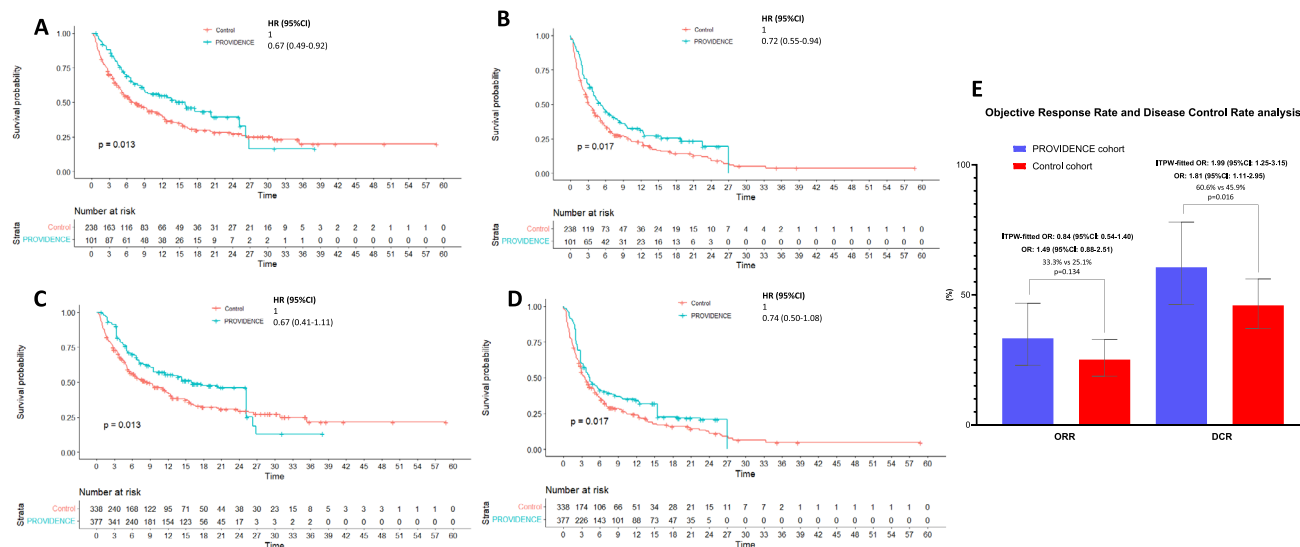 A
HR (95%CI)
Control 1
PROVIDENCE 0.67 (0.49-0.92)
Survival probability
1.00
0.75
0.50
0.25
0.00
p = 0.013
0 3 6 9 12 15 18 21 24 27 30 33 36 39 42 45 48 51 54 57 60
Time
Number at risk
Strata
Control 238 163 116 83 66 49 36 31 27 21 16 9 5 3 2 2 2 1 1 1 0
PROVIDENCE 101 87 61 48 38 26 15 9 7 2 2 1 1 0 0 0 0 0 0 0 0
0 3 6 9 12 15 18 21 24 27 30 33 36 39 42 45 48 51 54 57 60
Time
B
HR (95%CI)
Control 1
PROVIDENCE 0.72 (0.55-0.94)
Survival probability
1.00
0.75
0.50
0.25
0.00
p = 0.017
0 3 6 9 12 15 18 21 24 27 30 33 36 39 42 45 48 51 54 57 60
Time
Number at risk
Strata
Control 238 119 73 47 36 24 19 15 10 7 4 4 2 1 1 1 1 1 1 1 0
PROVIDENCE 101 65 42 31 23 16 13 6 3 0 0 0 0 0 0 0 0 0 0 0 0
0 3 6 9 12 15 18 21 24 27 30 33 36 39 42 45 48 51 54 57 60
Time
C
HR (95%CI)
Control 1
PROVIDENCE 0.67 (0.41-1.11)
Survival probability
1.00
0.75
0.50
0.25
0.00
p = 0.013
0 3 6 9 12 15 18 21 24 27 30 33 36 39 42 45 48 51 54 57 60
Time
Number at risk
Strata
Control 338 240 168 122 95 71 50 44 38 30 23 15 8 5 3 3 3 1 1 1 0
PROVIDENCE 377 341 240 181 154 123 56 45 17 3 3 2 2 0 0 0 0 0 0 0 0
0 3 6 9 12 15 18 21 24 27 30 33 36 39 42 45 48 51 54 57 60
Time
D
HR (95%CI)
Control 1
PROVIDENCE 0.74 (0.50-1.08)
Survival probability
1.00
0.75
0.50
0.25
0.00
p = 0.017
0 3 6 9 12 15 18 21 24 27 30 33 36 39 42 45 48 51 54 57 60
Time
Number at risk
Strata
Control 338 174 106 66 51 34 28 21 15 11 7 7 2 1 1 1 1 1 1 1 0
PROVIDENCE 377 226 143 101 88 73 47 35 5 0 0 0 0 0 0 0 0 0 0 0 0
0 3 6 9 12 15 18 21 24 27 30 33 36 39 42 45 48 51 54 57 60
Time
E
Objective Response Rate and Disease Control Rate analysis
PROVIDENCE cohort
Control cohort
100
50
0
(%)
ITPW-fitted OR: 1.99 (95%CI: 1.25-3.15)
OR: 1.81 (95%CI: 1.11-2.95)
60.6% vs 45.9%
p=0.016
ITPW-fitted OR: 0.84 (95%CI: 0.54-1.40)
OR: 1.49 (95%CI: 0.88-2.51)
33.3% vs 25.1%
p=0.134
ORR
DCR